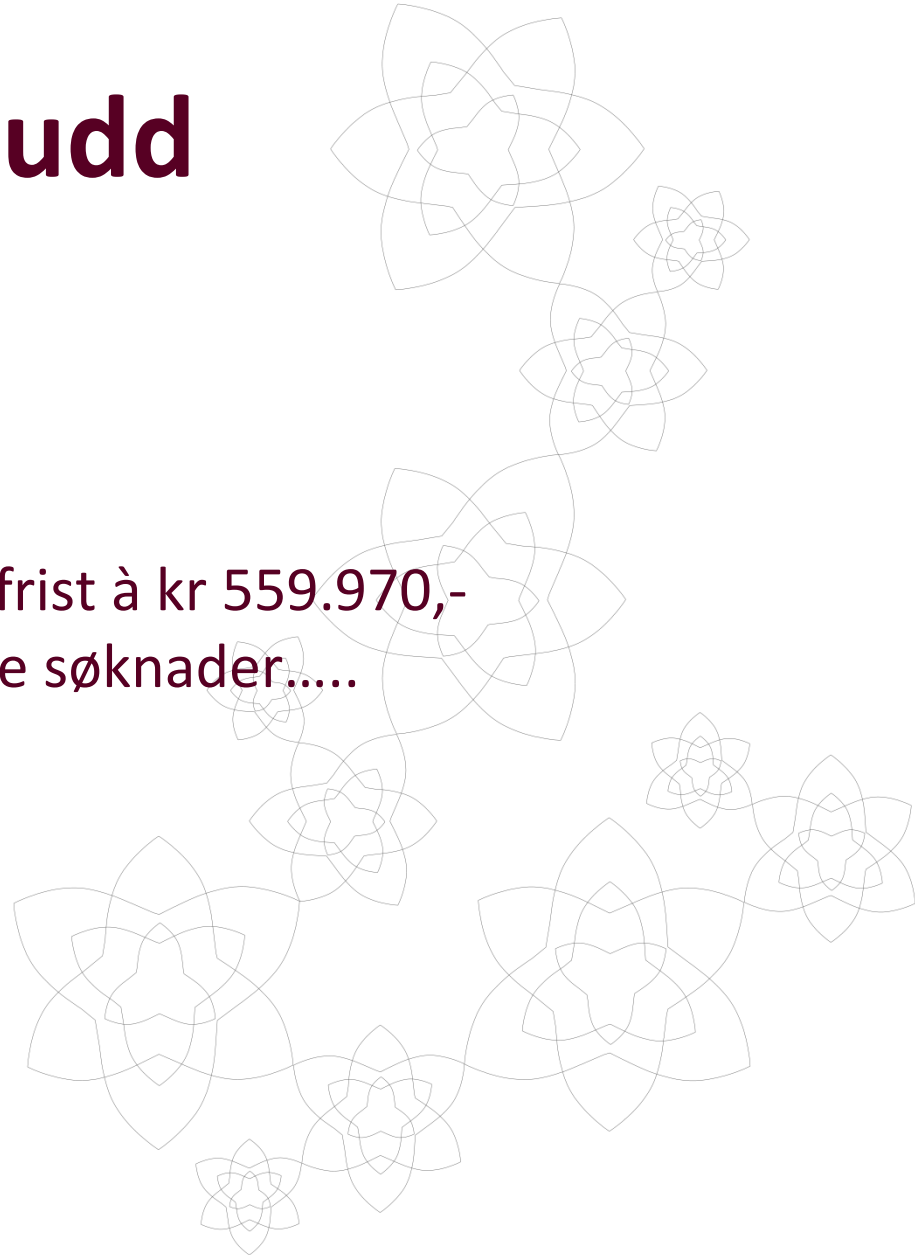 udd
frist à kr 559.970,-
e søknader.....